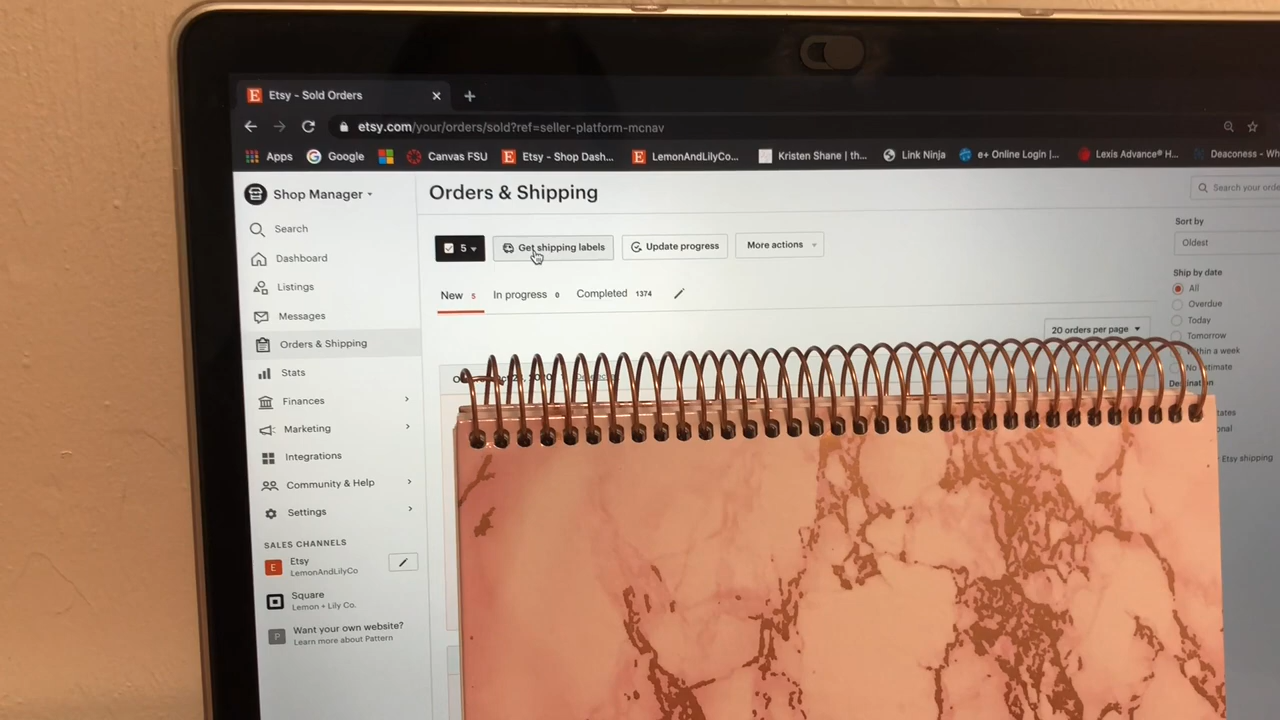 Etsy - Sold Orders
etsy.com/your/orders/sold?ref=seller-platform-mcnav
Apps Google Canvas FSU Etsy - Shop Dash... LemonAndLilyCo... Kristen Shane | th... Link Ninja e+ Online Login |... Lexis Advance® H... Deaconess - Wh
Shop Manager
Orders & Shipping
Search your orde
Search
Dashboard
Listings
Messages
Orders & Shipping
Stats
Finances
Marketing
Integrations
Community & Help
Settings
SALES CHANNELS
Etsy
LemonAndLilyCo
Square
Lemon + Lily Co.
Want your own website?
Learn more about Pattern
5 Get shipping labels Update progress More actions
New 5 In progress 0 Completed 1374
20 orders per page
Sort by
Oldest
Ship by date
All
Overdue
Today
Tomorrow
Within a week
No estimate
Destination
tates
onal
Etsy shipping